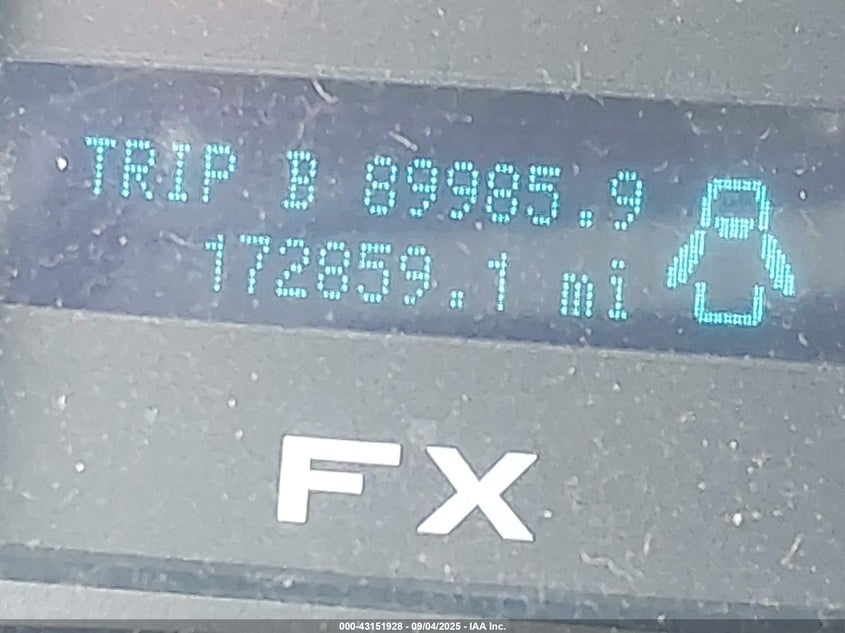 TRIP B 89985.9
172859.1 mi
FX
000-43151928 - 09/04/2025 - IAA Inc.